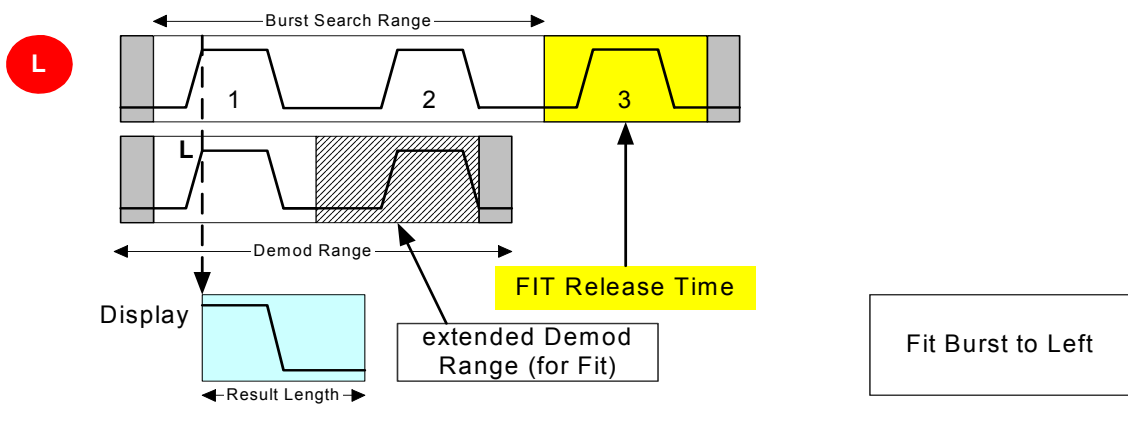 Burst Search Range
L
1
2
3
L
Demod Range
FIT Release Time
Display
extended Demod
Range (for Fit)
Fit Burst to Left
Result Length